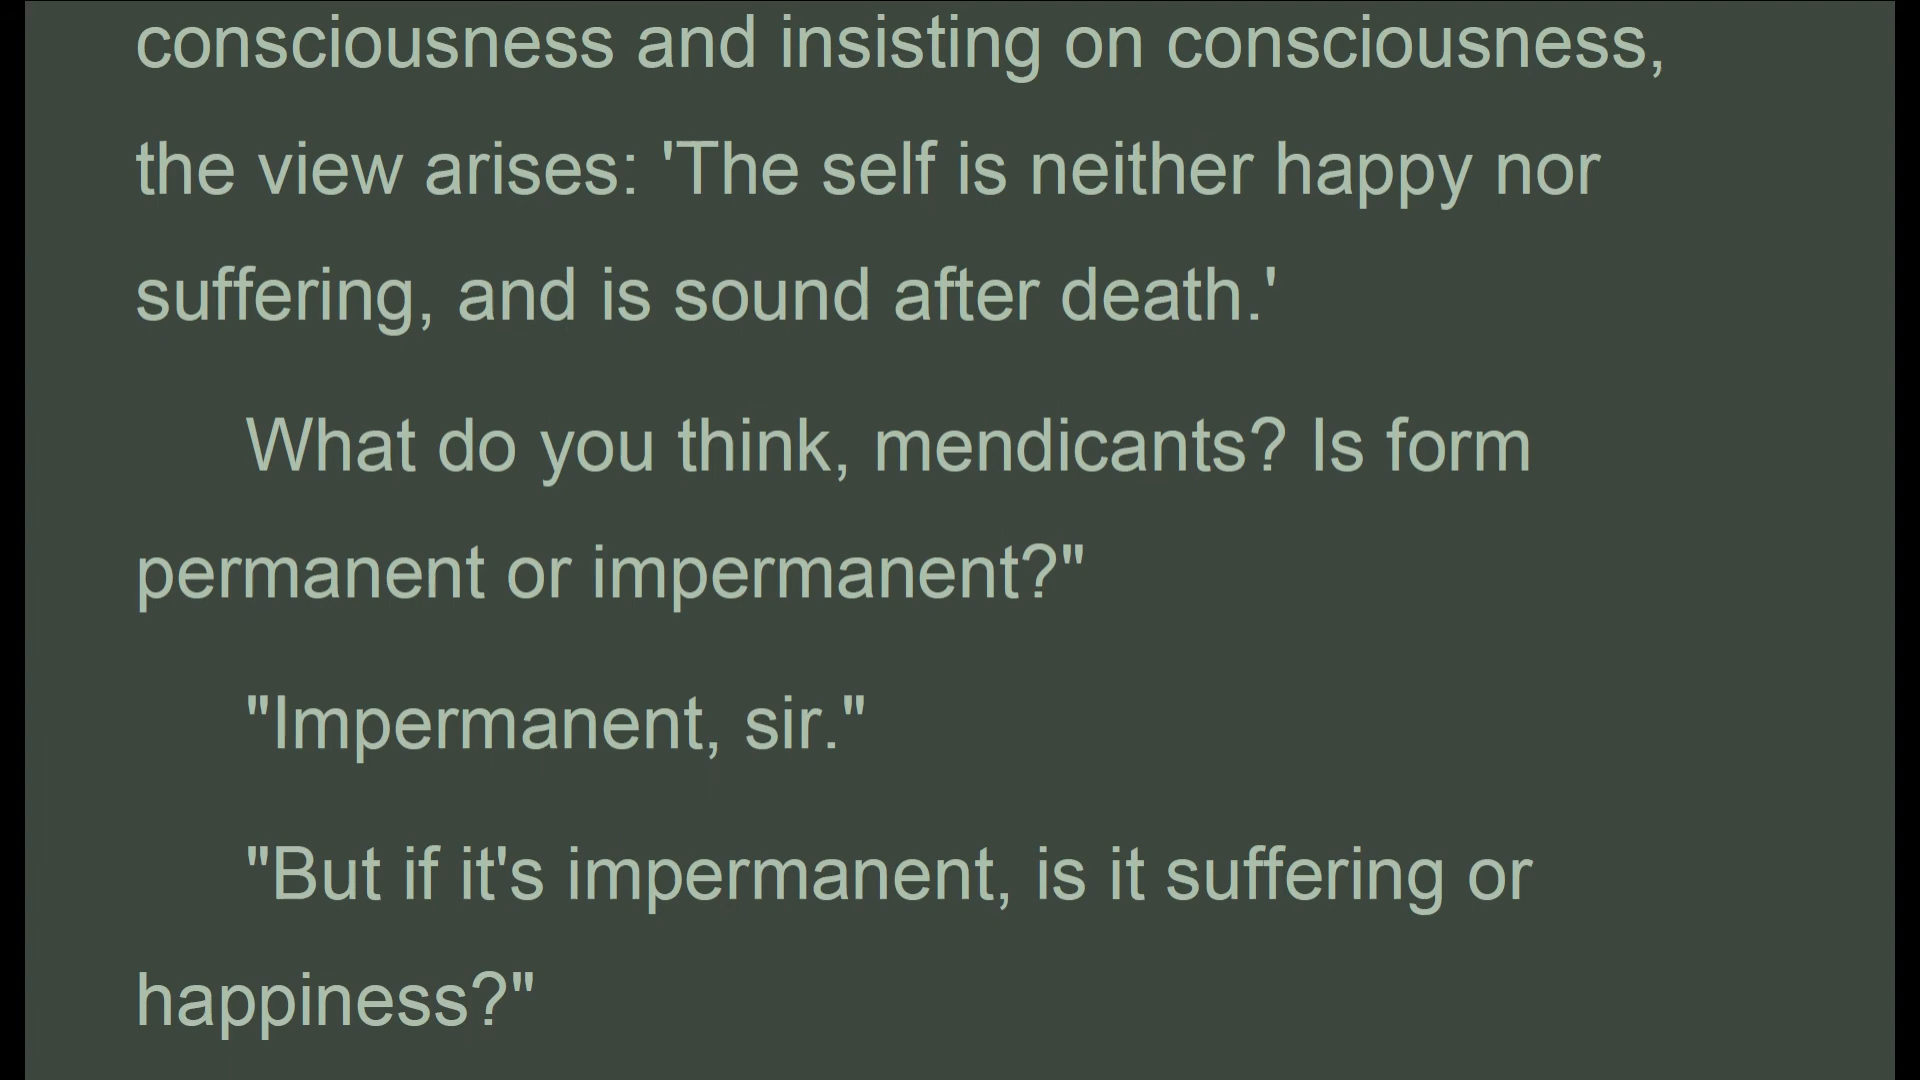 consciousness and insisting on consciousness,
the view arises: 'The self is neither happy nor
suffering, and is sound after death.'
What do you think, mendicants? Is form
permanent or impermanent?"
"Impermanent, sir."
"But if it's impermanent, is it suffering or
happiness?"